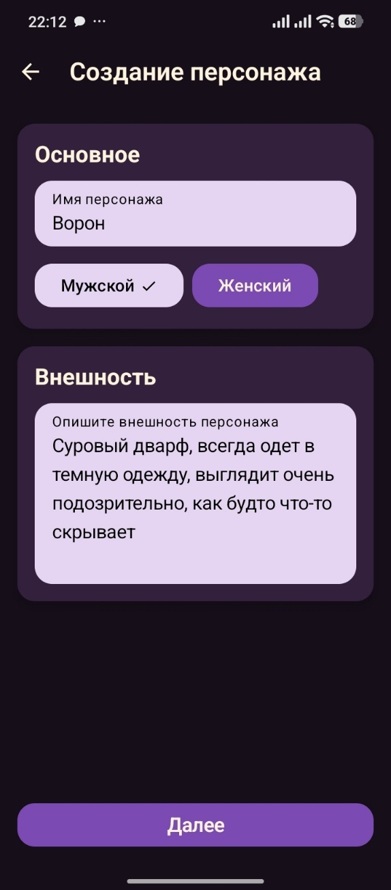 22:12
68
Создание персонажа
Основное
Имя персонажа
Ворон
Мужской
Женский
Внешность
Опишите внешность персонажа
Суровый дварф, всегда одет в
темную одежду, выглядит очень
подозрительно, как будто что-то
скрывает
Далее